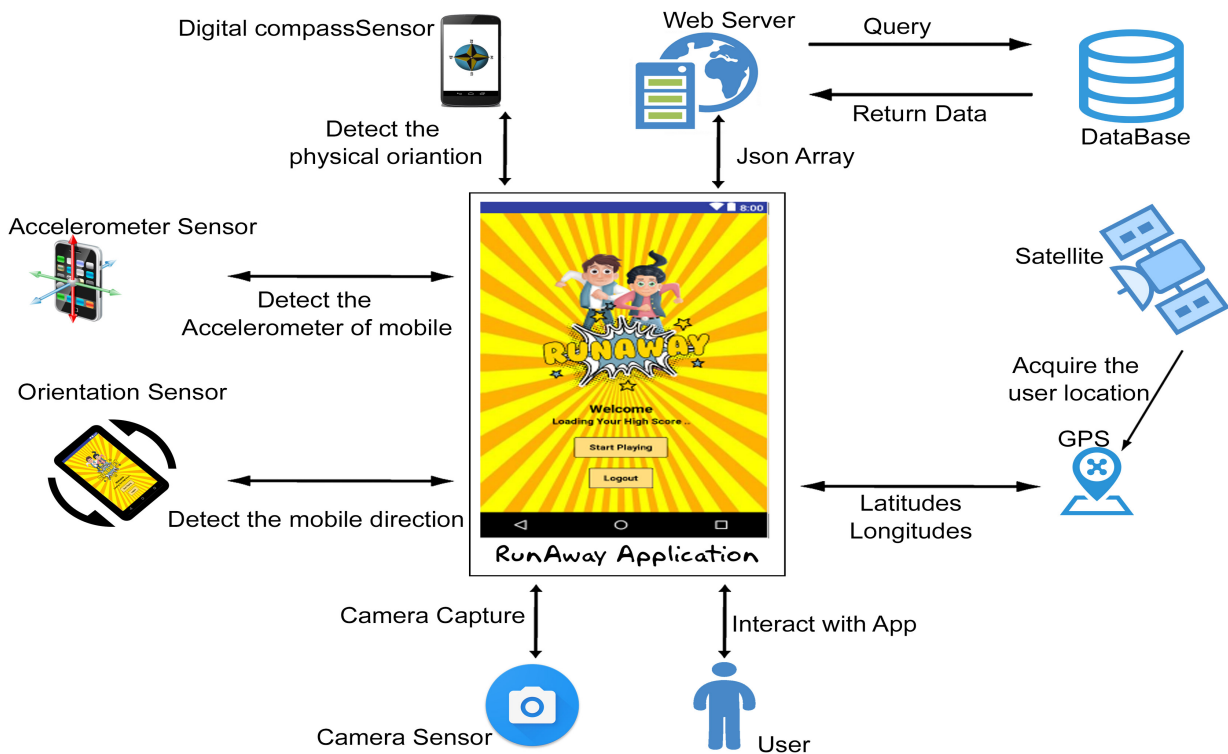 Digital compassSensor
Web Server
Query
Return Data
DataBase
Detect the
physical oriantion
Json Array
Accelerometer Sensor
Detect the
Accelerometer of mobile
8:00
RUNAWAY
Welcome
Loading Your High Score ..
Start Playing
Logout
RunAway Application
Satellite
Acquire the
user location
GPS
Latitudes
Longitudes
Orientation Sensor
Detect the mobile direction
Camera Capture
Interact with App
Camera Sensor
User